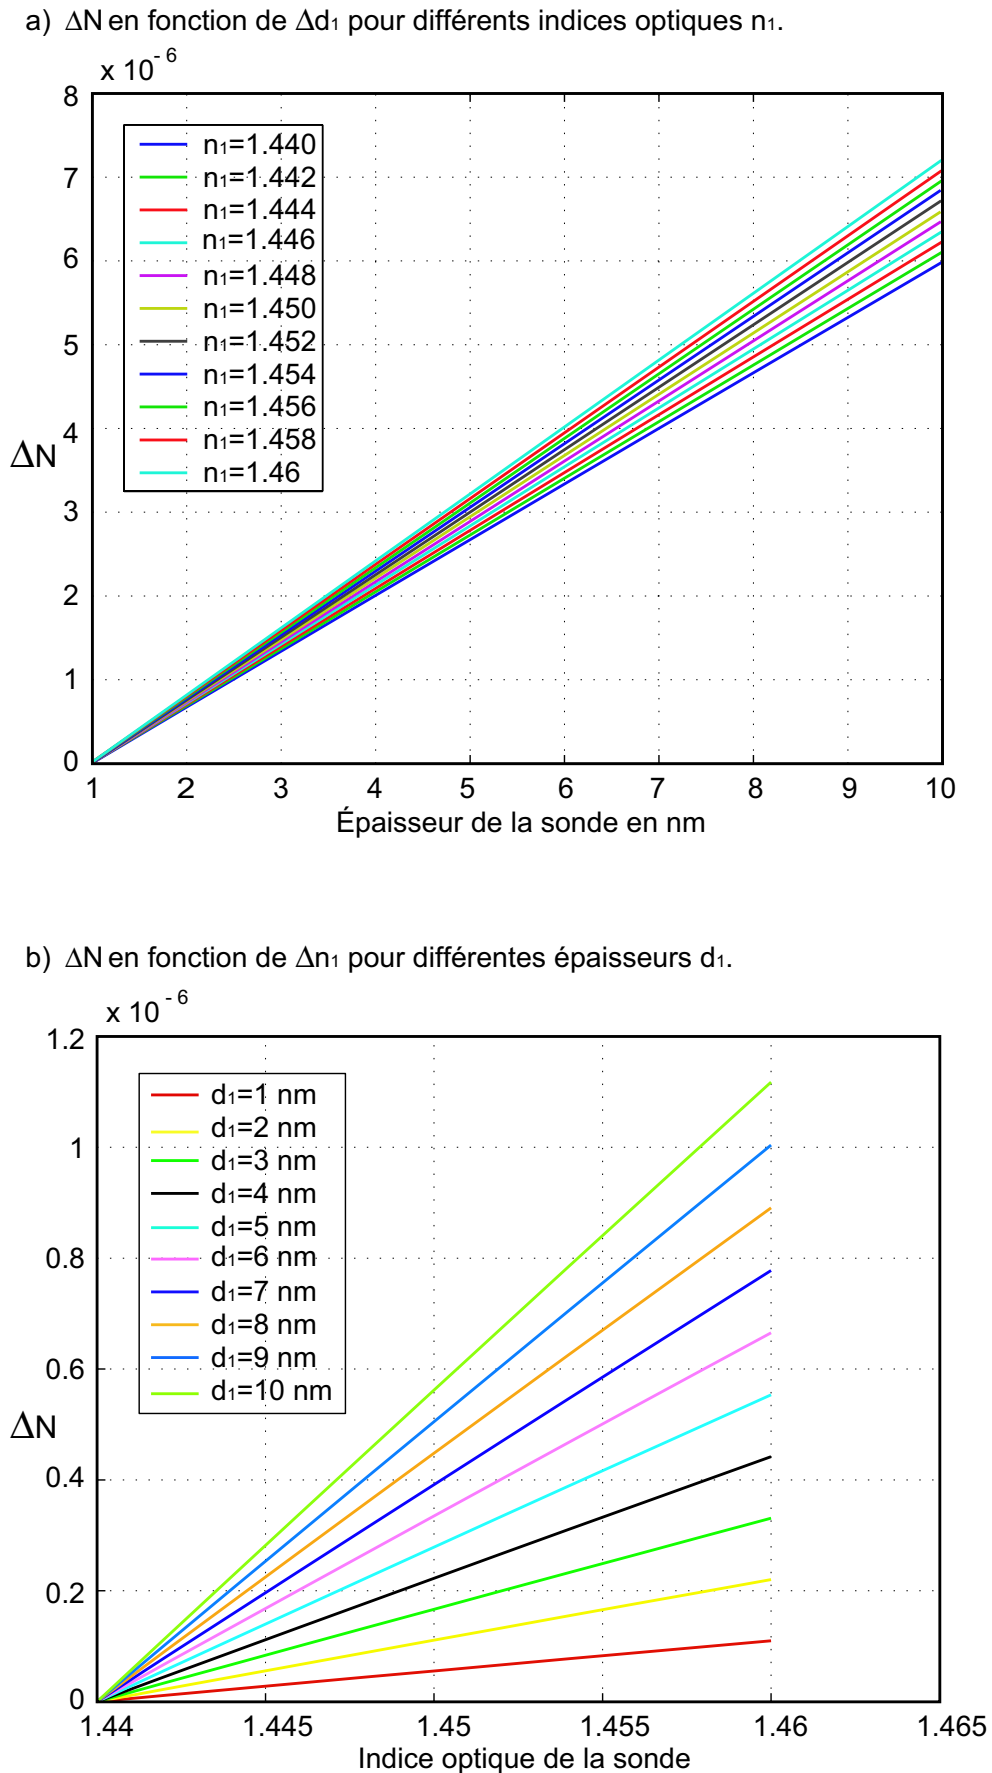 a) ΔN en fonction de Δd₁ pour différents indices optiques n₁.
x 10⁻⁶
8
7
6
5
4
3
2
1
0
ΔN
n₁=1.440
n₁=1.442
n₁=1.444
n₁=1.446
n₁=1.448
n₁=1.450
n₁=1.452
n₁=1.454
n₁=1.456
n₁=1.458
n₁=1.46
1 2 3 4 5 6 7 8 9 10
Épaisseur de la sonde en nm
b) ΔN en fonction de Δn₁ pour différentes épaisseurs d₁.
x 10⁻⁶
1.2
1
0.8
0.6
0.4
0.2
0
ΔN
d₁=1 nm
d₁=2 nm
d₁=3 nm
d₁=4 nm
d₁=5 nm
d₁=6 nm
d₁=7 nm
d₁=8 nm
d₁=9 nm
d₁=10 nm
1.44 1.445 1.45 1.455 1.46 1.465
Indice optique de la sonde